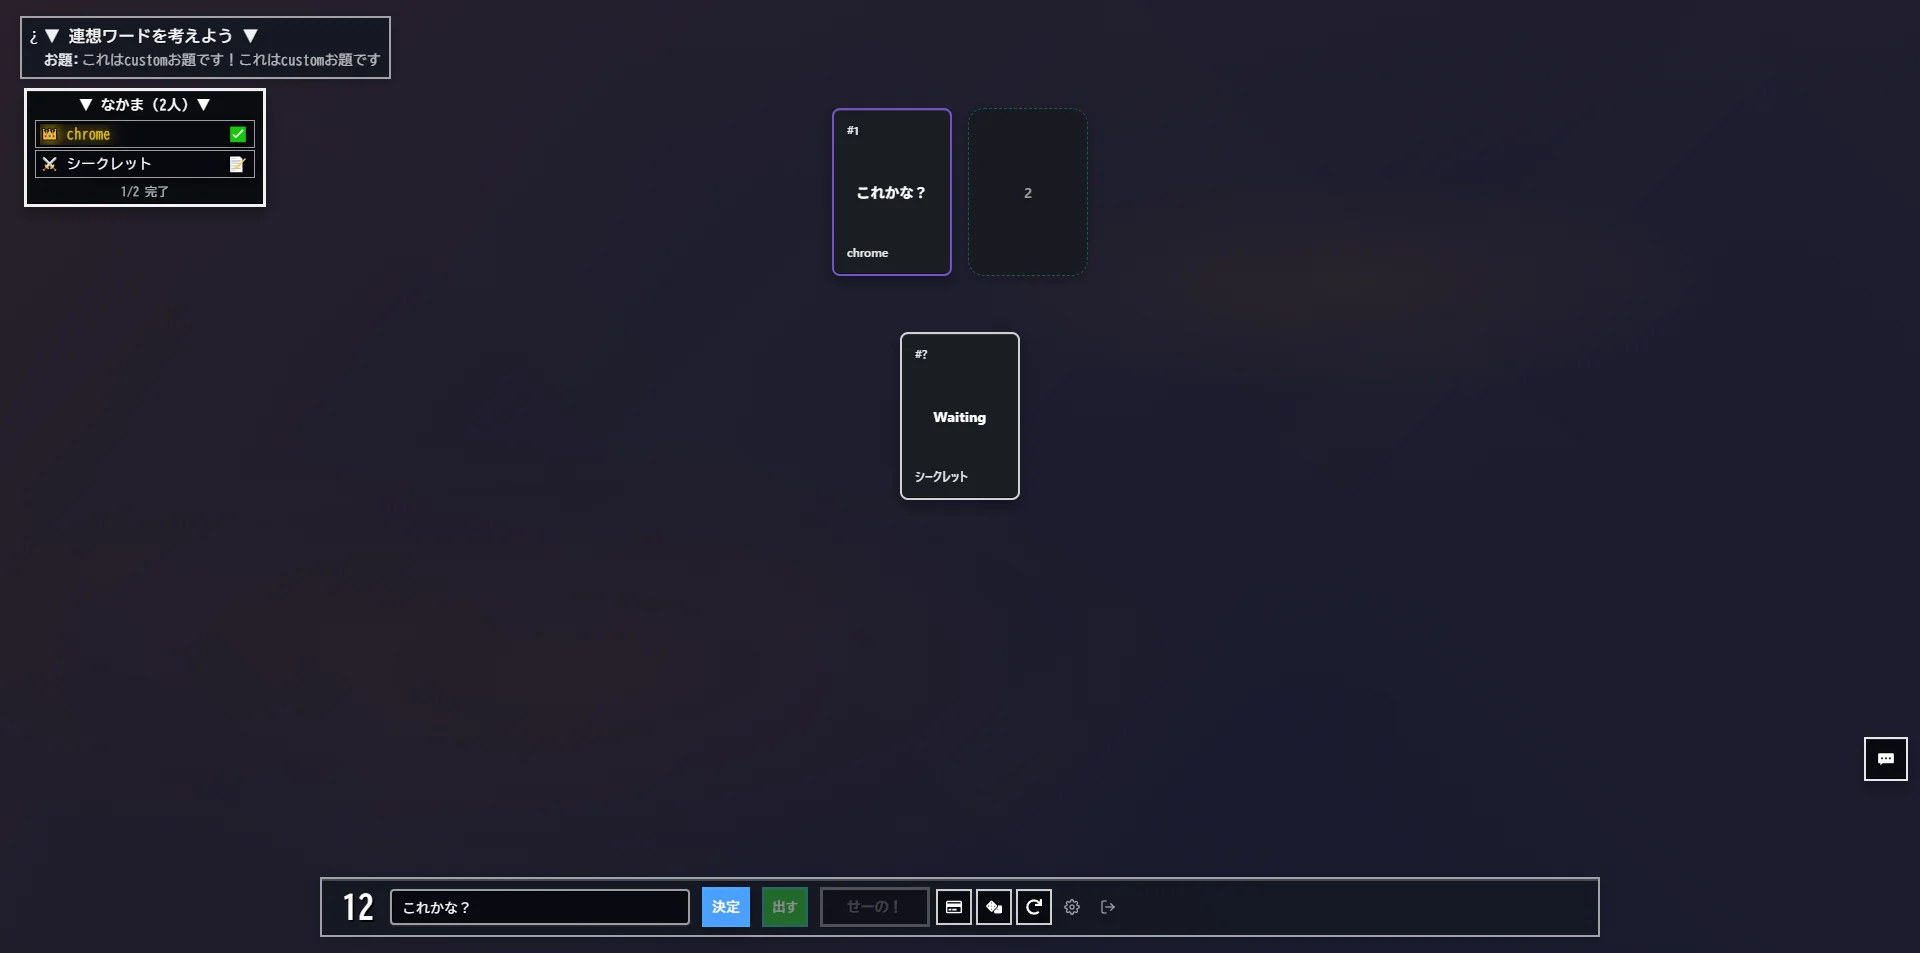 ¿ ▼ 連想ワードを考えよう ▼
お題: これはcustomお題です！これはcustomお題です
▼ なかま（2人）▼
chrome
シークレット
1/2 完了
#1
これかな？
chrome
2
#?
Waiting
シークレット
12 これかな？ 決定 出す せーの！